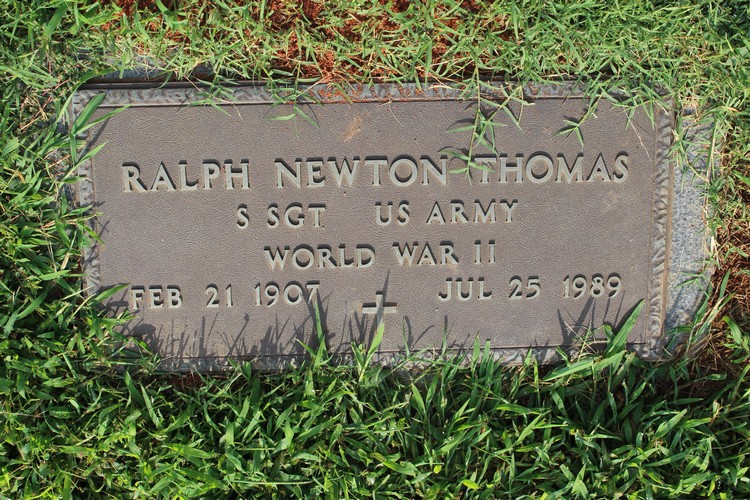 RALPH NEWTON THOMAS
S SGT US ARMY
WORLD WAR II
FEB 21 1907 JUL 25 1989